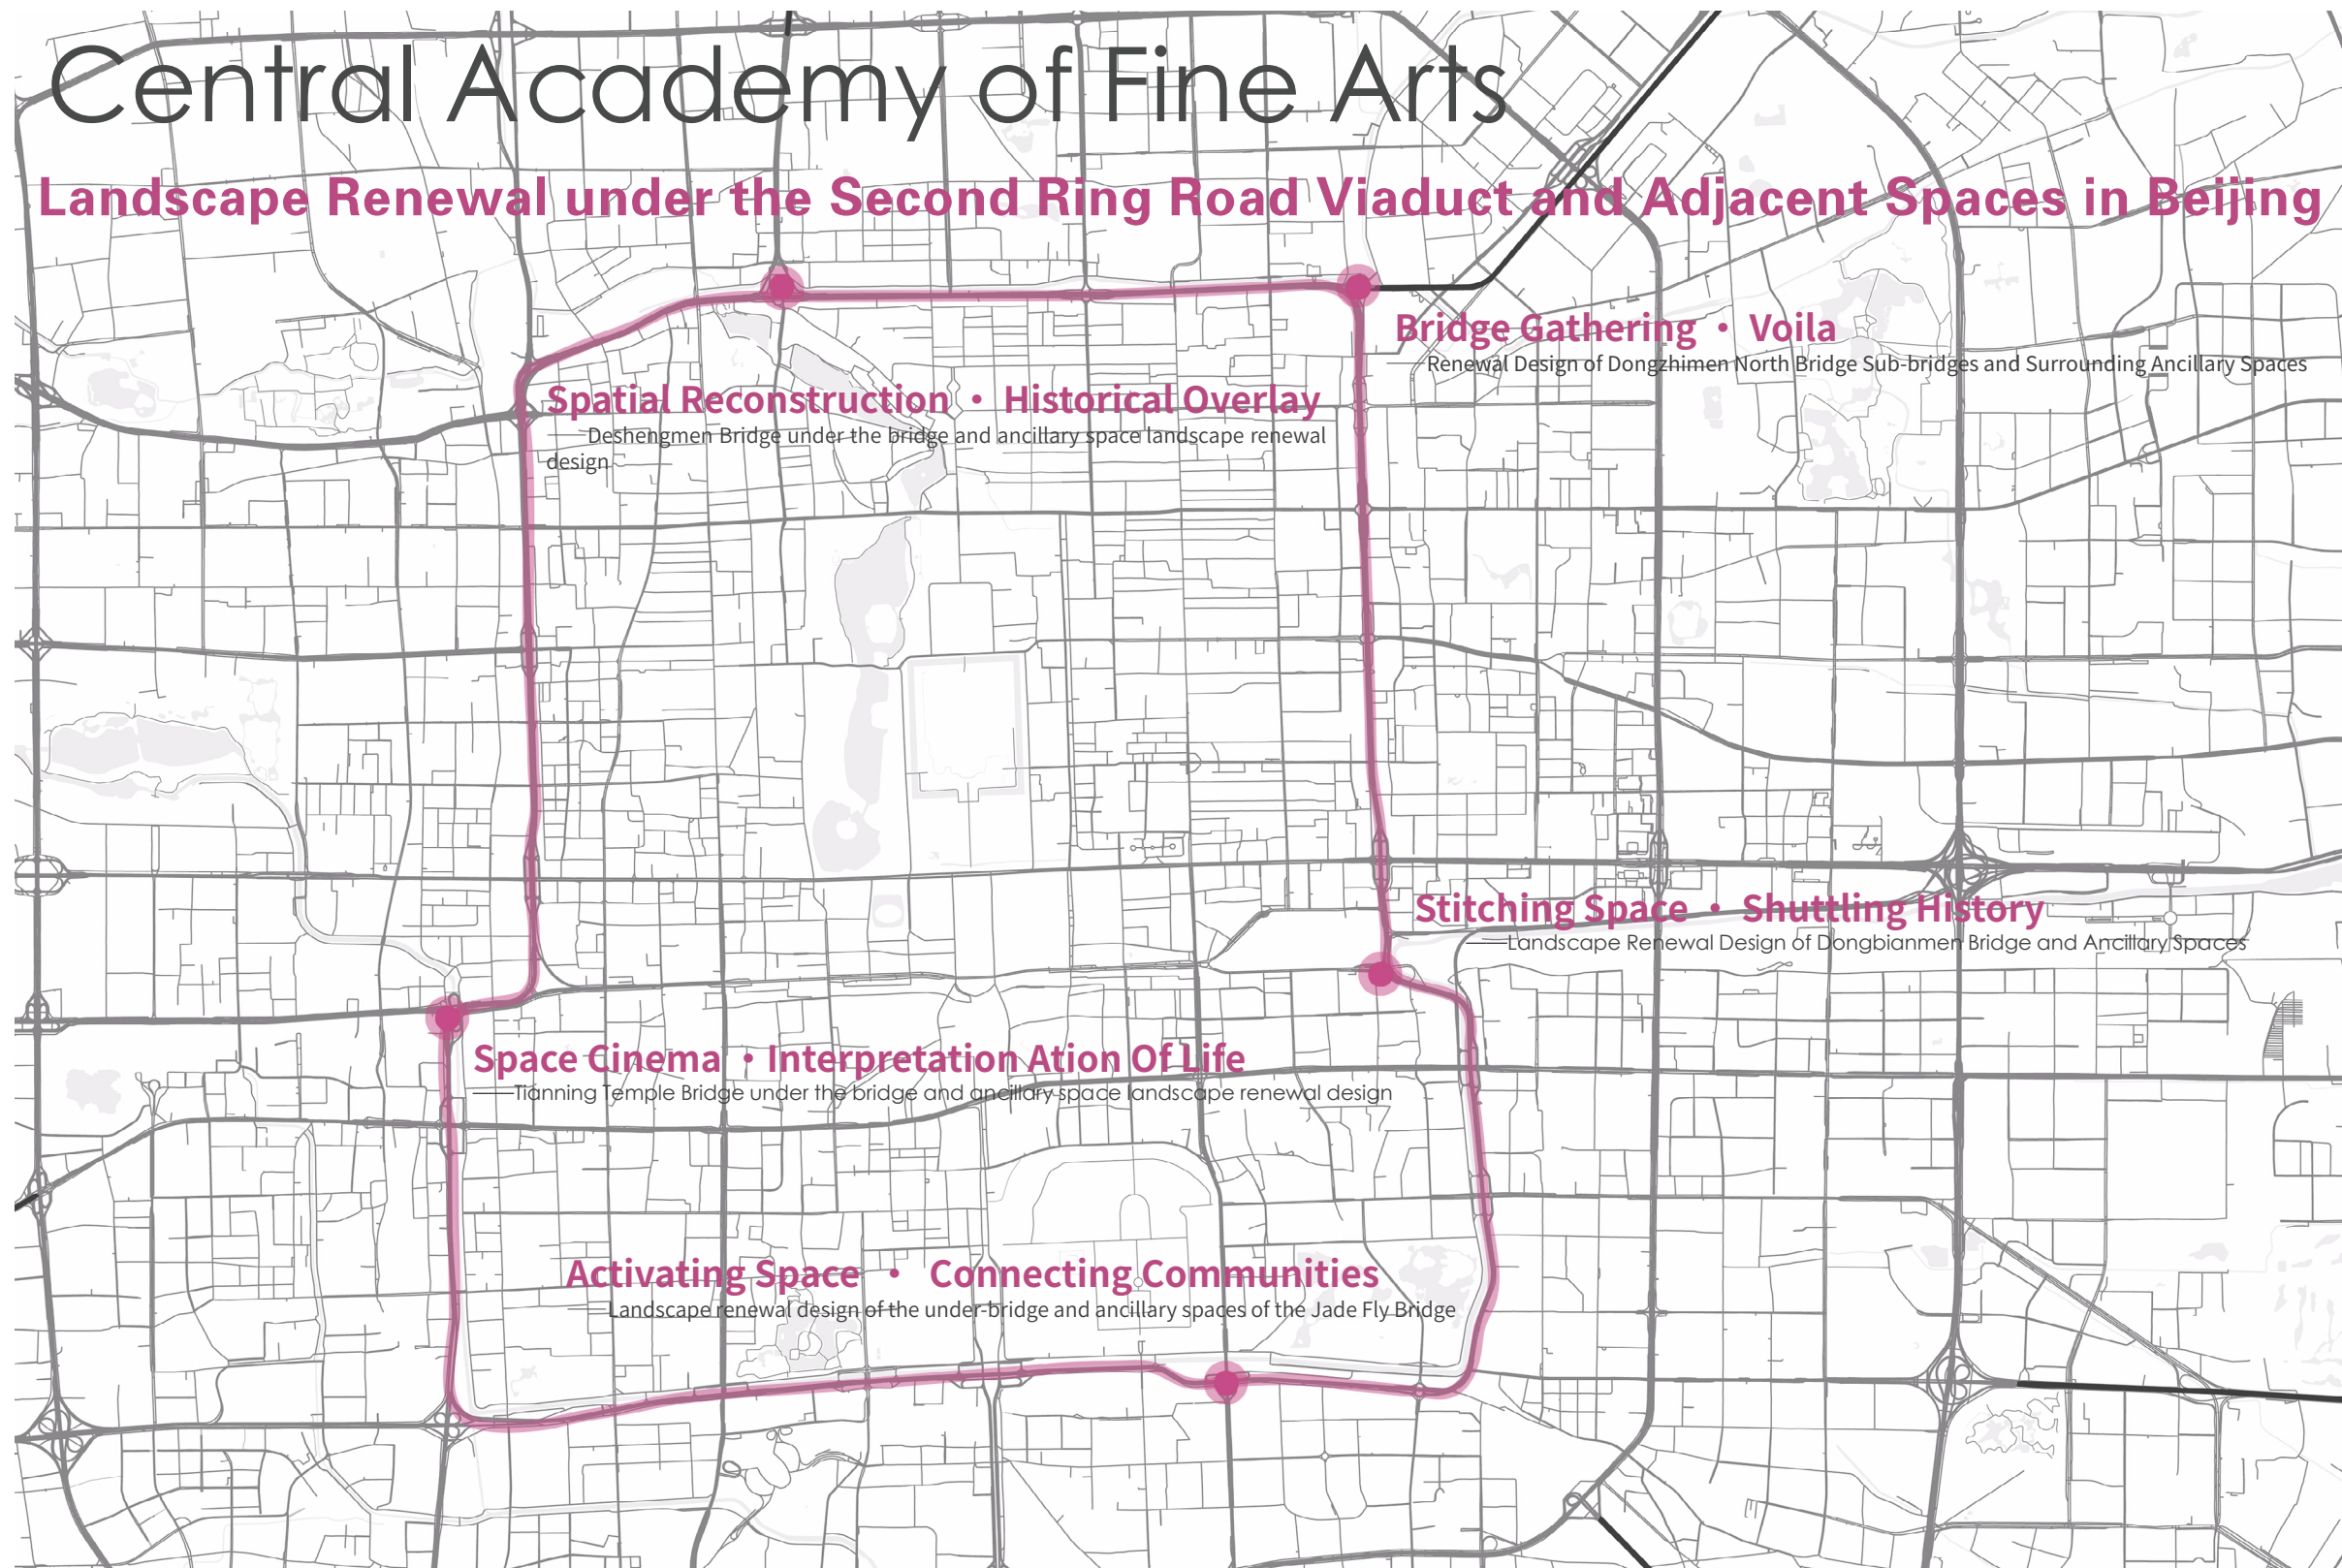 Central Academy of Fine Arts
Landscape Renewal under the Second Ring Road Viaduct and Adjacent Spaces in Beijing
Bridge Gathering • Voila
——Renewal Design of Dongzhimen North Bridge Sub-bridges and Surrounding Ancillary Spaces
Spatial Reconstruction • Historical Overlay
——Deshengmen Bridge under the bridge and ancillary space landscape renewal
design
Stitching Space • Shuttling History
——Landscape Renewal Design of Dongbianmen Bridge and Ancillary Spaces
Space Cinema • Interpretation Ation Of Life
——Tianning Temple Bridge under the bridge and ancillary space landscape renewal design
Activating Space • Connecting Communities
——Landscape renewal design of the under-bridge and ancillary spaces of the Jade Fly Bridge